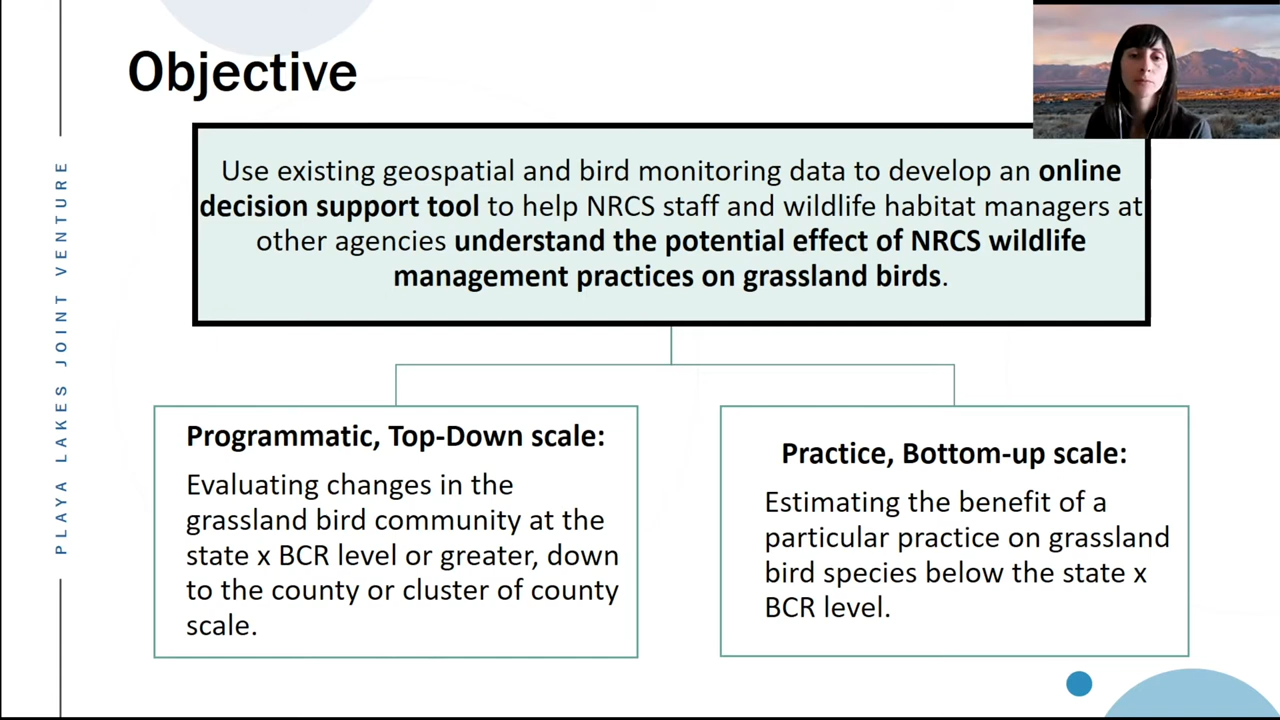 Objective
Use existing geospatial and bird monitoring data to develop an online
decision support tool to help NRCS staff and wildlife habitat managers at
other agencies understand the potential effect of NRCS wildlife
management practices on grassland birds.
Programmatic, Top-Down scale:
Evaluating changes in the
grassland bird community at the
state x BCR level or greater, down
to the county or cluster of county
scale.
Practice, Bottom-up scale:
Estimating the benefit of a
particular practice on grassland
bird species below the state x
BCR level.
PLAYA LAKES JOINT VENTURE